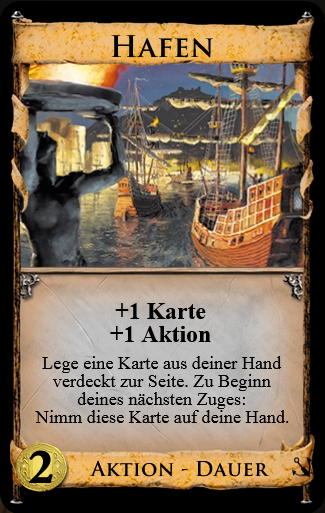 Hafen
+1 Karte
+1 Aktion
Lege eine Karte aus deiner Hand
verdeckt zur Seite. Zu Beginn
deines nächsten Zuges:
Nimm diese Karte auf deine Hand.
2
Aktion - Dauer